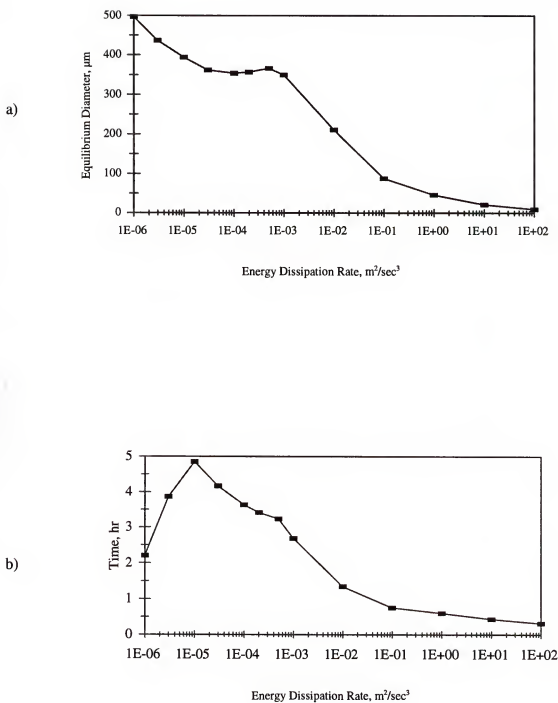 a)
Equilibrium Diameter, μm
500
400
300
200
100
0
1E-06 1E-05 1E-04 1E-03 1E-02 1E-01 1E+00 1E+01 1E+02
Energy Dissipation Rate, m²/sec³
b)
Time, hr
5
4
3
2
1
0
1E-06 1E-05 1E-04 1E-03 1E-02 1E-01 1E+00 1E+01 1E+02
Energy Dissipation Rate, m²/sec³